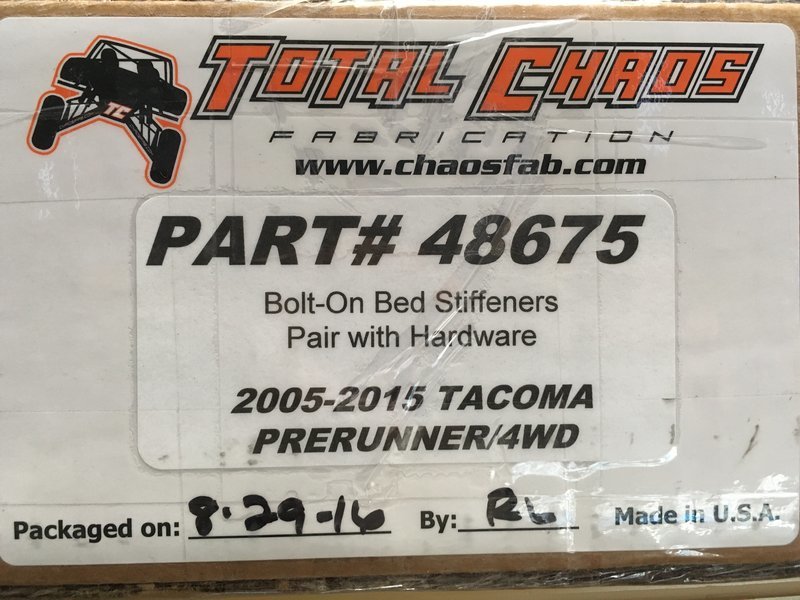 TOTAL CHAOS
FABRICATION
www.chaosfab.com
TC
PART# 48675
Bolt-On Bed Stiffeners
Pair with Hardware
2005-2015 TACOMA
PRERUNNER/4WD
Packaged on: 8-29-16 By: RL Made in U.S.A.